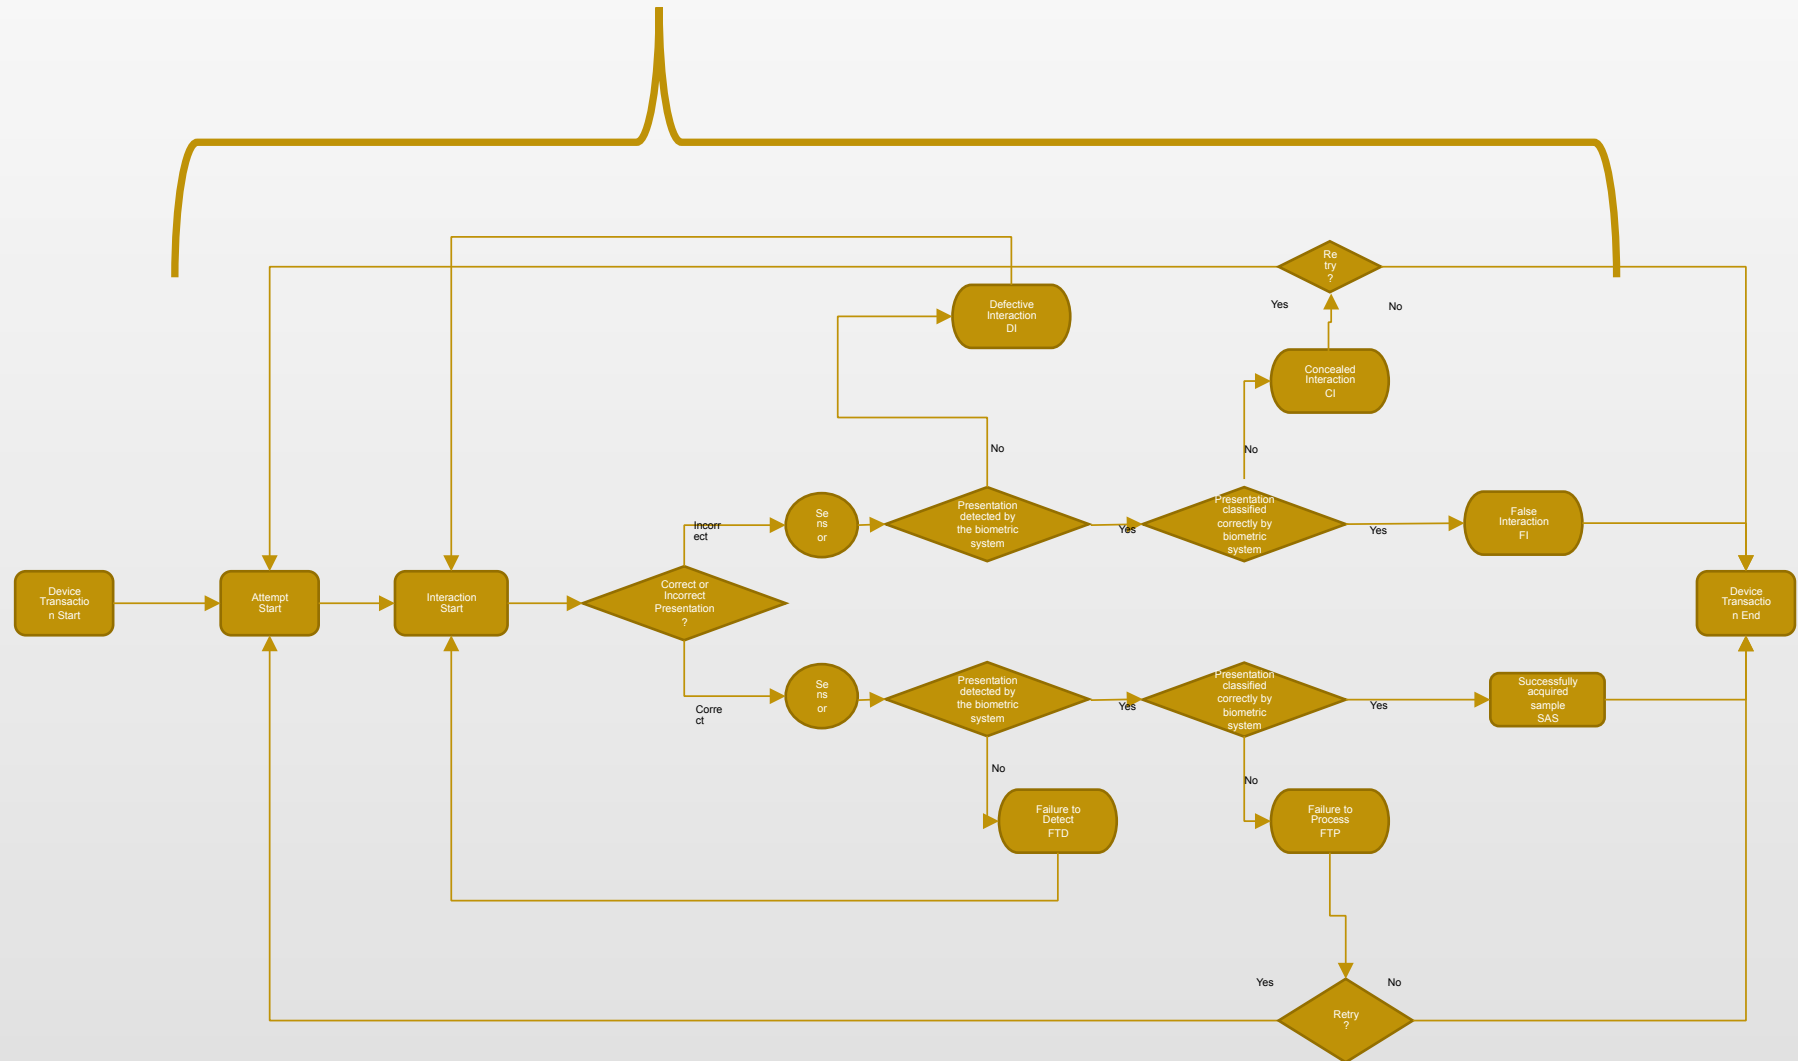 Re
try
?
Yes
No
Defective
Interaction
DI
Concealed
Interaction
CI
No
No
Incorr
ect
Se
ns
or
Presentation
detected by
the biometric
system
Yes
Presentation
classified
correctly by
biometric
system
Yes
False
Interaction
FI
Device
Transactio
n Start
Attempt
Start
Interaction
Start
Correct or
Incorrect
Presentation
?
Device
Transactio
n End
Corre
ct
Se
ns
or
Presentation
detected by
the biometric
system
Yes
Presentation
classified
correctly by
biometric
system
Yes
Successfully
acquired
sample
SAS
No
No
Failure to
Detect
FTD
Failure to
Process
FTP
Yes
No
Retry
?